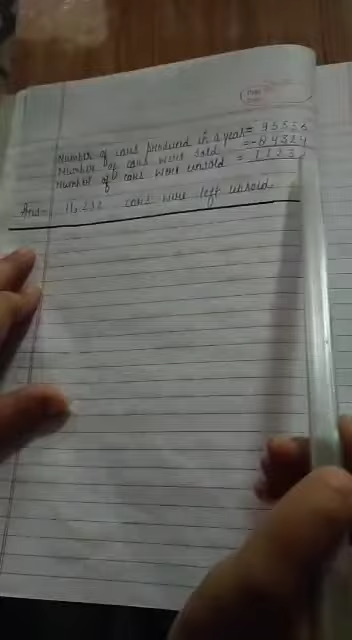 Number of cars produced in a year = 95556
Number of cars were sold = -84324
Number of cars were unsold = 11232
Ans= 11,232 cars were left unsold.